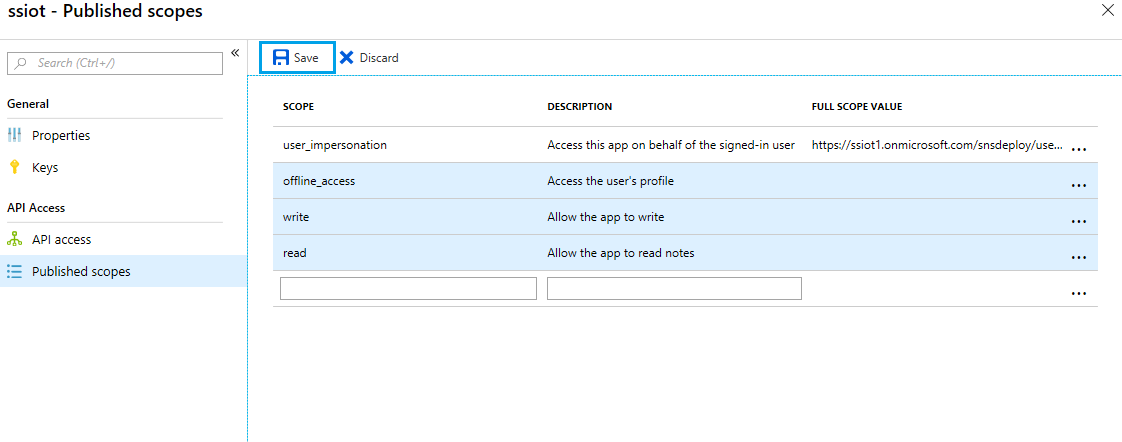 ssiot - Published scopes
Search (Ctrl+/)
General
Properties
Keys
API Access
API access
Published scopes
Save Discard
SCOPE DESCRIPTION FULL SCOPE VALUE
user_impersonation Access this app on behalf of the signed-in user https://ssiot1.onmicrosoft.com/snsdeploy/use...
offline_access Access the user's profile
write Allow the app to write
read Allow the app to read notes